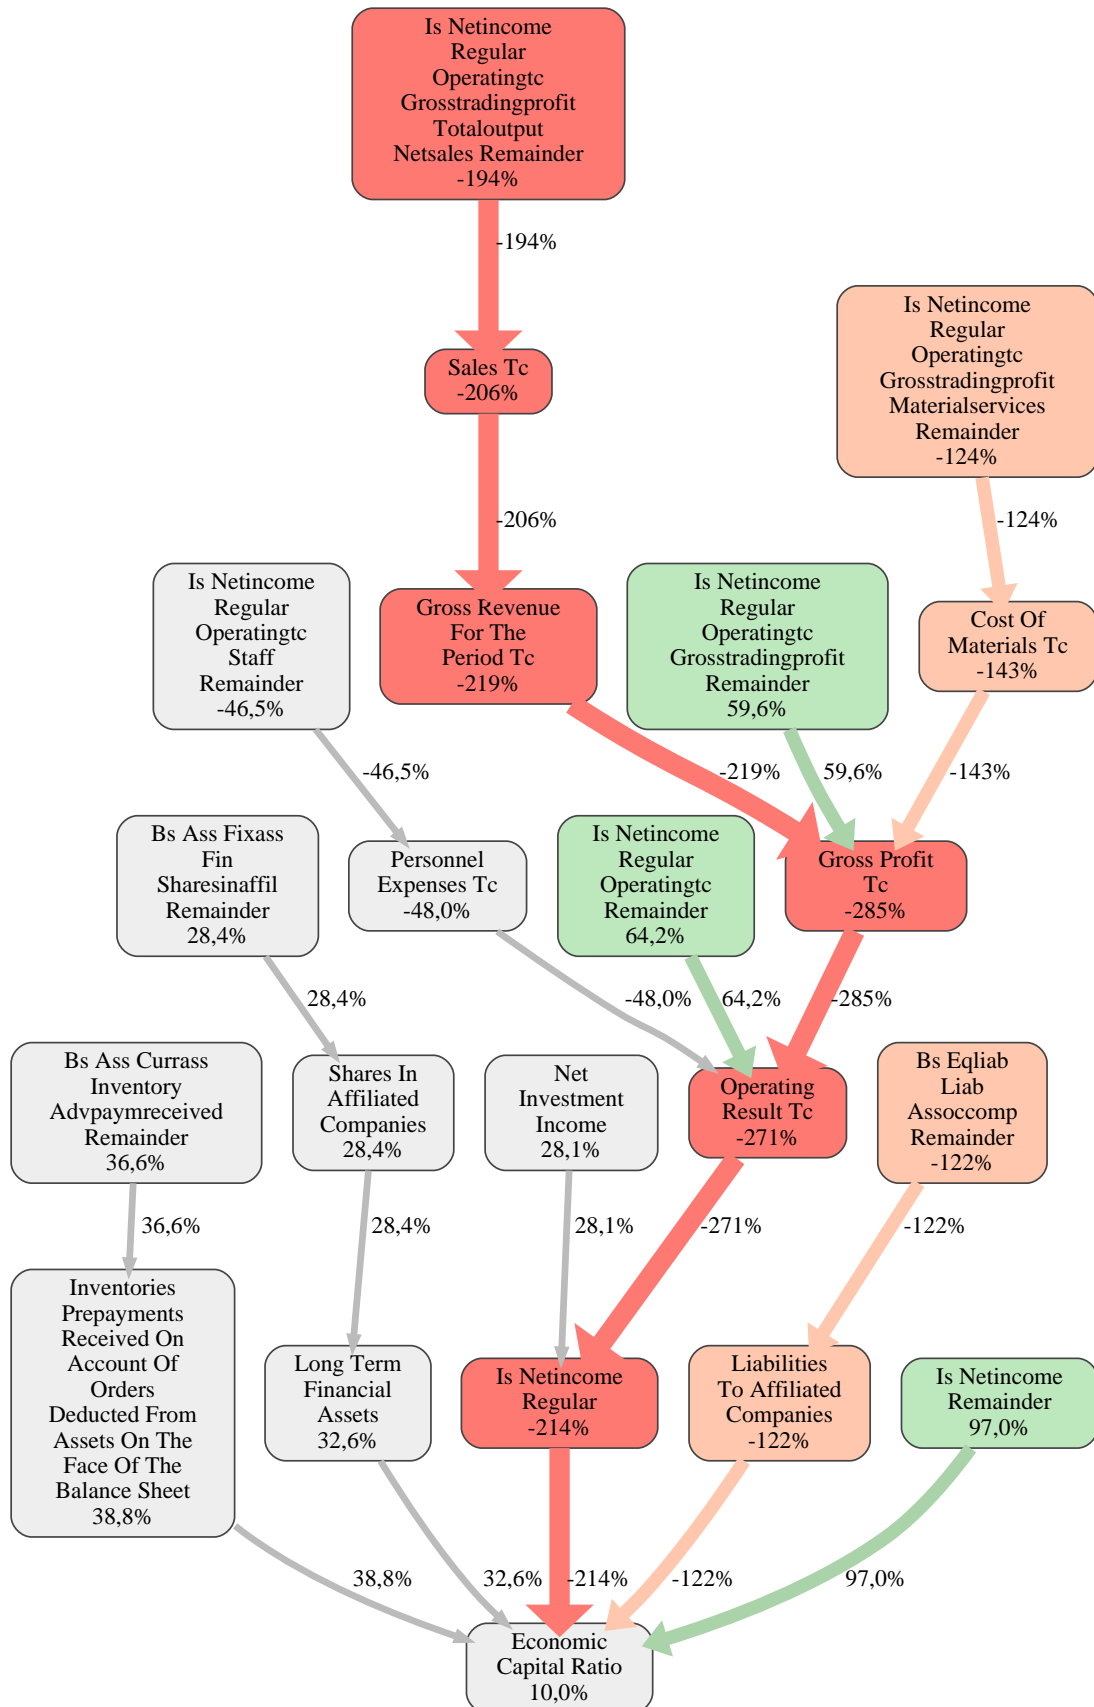 Is Netincome
Regular
Operatingtc
Grosstradingprofit
Totaloutput
Netsales Remainder
-194%
-194%
Sales Tc
-206%
Is Netincome
Regular
Operatingtc
Grosstradingprofit
Materialservices
Remainder
-124%
-206%
-124%
Is Netincome
Regular
Operatingtc
Staff
Remainder
-46,5%
Gross Revenue
For The
Period Tc
-219%
Is Netincome
Regular
Operatingtc
Grosstradingprofit
Remainder
59,6%
Cost Of
Materials Tc
-143%
-46,5%
-219%
59,6%
-143%
Bs Ass Fixass
Fin
Sharesinaffil
Remainder
28,4%
Personnel
Expenses Tc
-48,0%
Is Netincome
Regular
Operatingtc
Remainder
64,2%
Gross Profit
Tc
-285%
28,4%
-48,0%
64,2%
-285%
Bs Ass Currass
Inventory
Advpaymreceived
Remainder
36,6%
Shares In
Affiliated
Companies
28,4%
Net
Investment
Income
28,1%
Operating
Result Tc
-271%
Bs Eqliab
Liab
Assoccomp
Remainder
-122%
36,6%
28,4%
28,1%
-271%
-122%
Inventories
Prepayments
Received On
Account Of
Orders
Deducted From
Assets On The
Face Of The
Balance Sheet
38,8%
Long Term
Financial
Assets
32,6%
Is Netincome
Regular
-214%
Liabilities
To Affiliated
Companies
-122%
Is Netincome
Remainder
97,0%
38,8%
32,6%
-214%
-122%
97,0%
Economic
Capital Ratio
10,0%